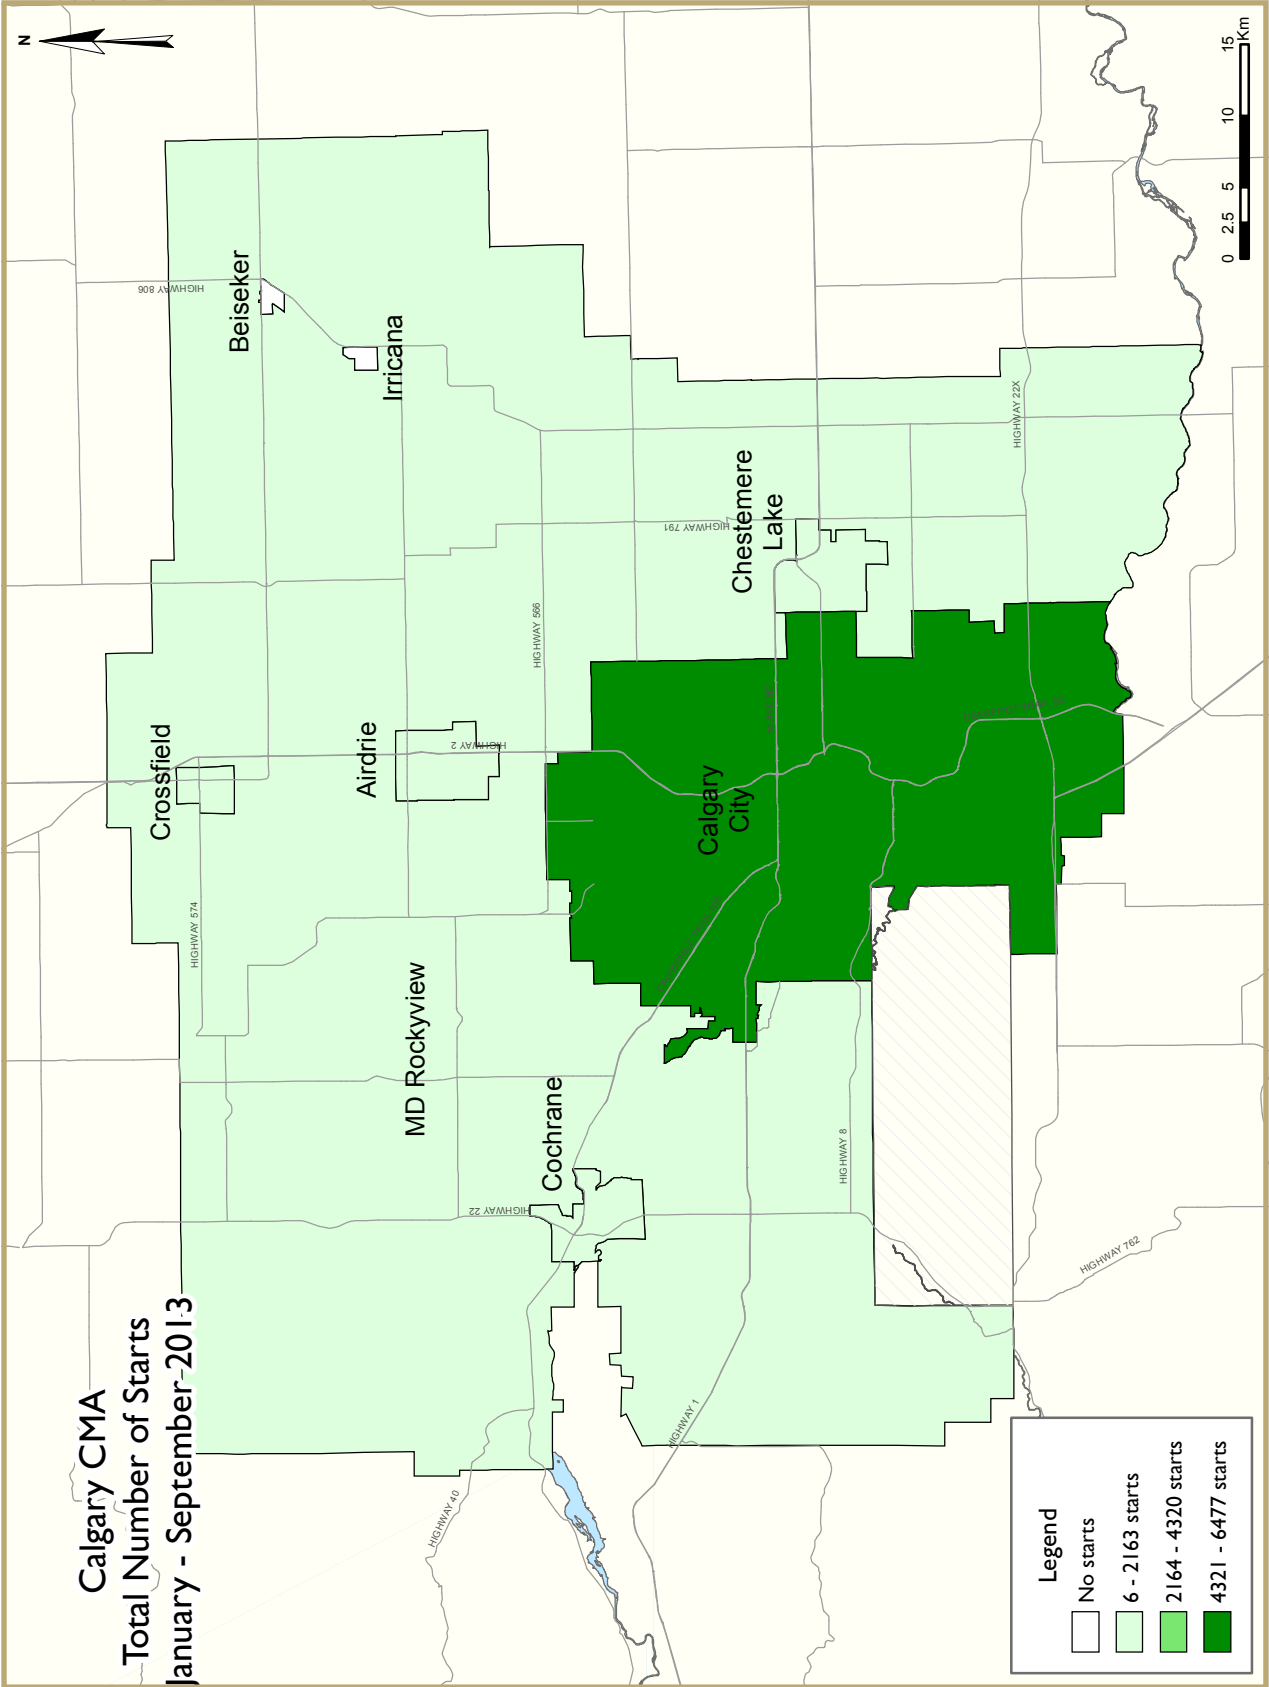 Calgary CMA
Total Number of Starts
January - September 2013
N
HIGHWAY 806
Beiseker
Irricana
Crossfield
HIGHWAY 574
Airdrie
HIGHWAY 2
HIGHWAY 566
MD Rockyview
Cochrane
HIGHWAY 22
HIGHWAY 40
HIGHWAY 1
Calgary
City
Chestemere
Lake
HIGHWAY 791
HIGHWAY 22X
HIGHWAY 8
HIGHWAY 762
Legend
No starts
6 - 2163 starts
2164 - 4320 starts
4321 - 6477 starts
0 2.5 5 10 15
Km